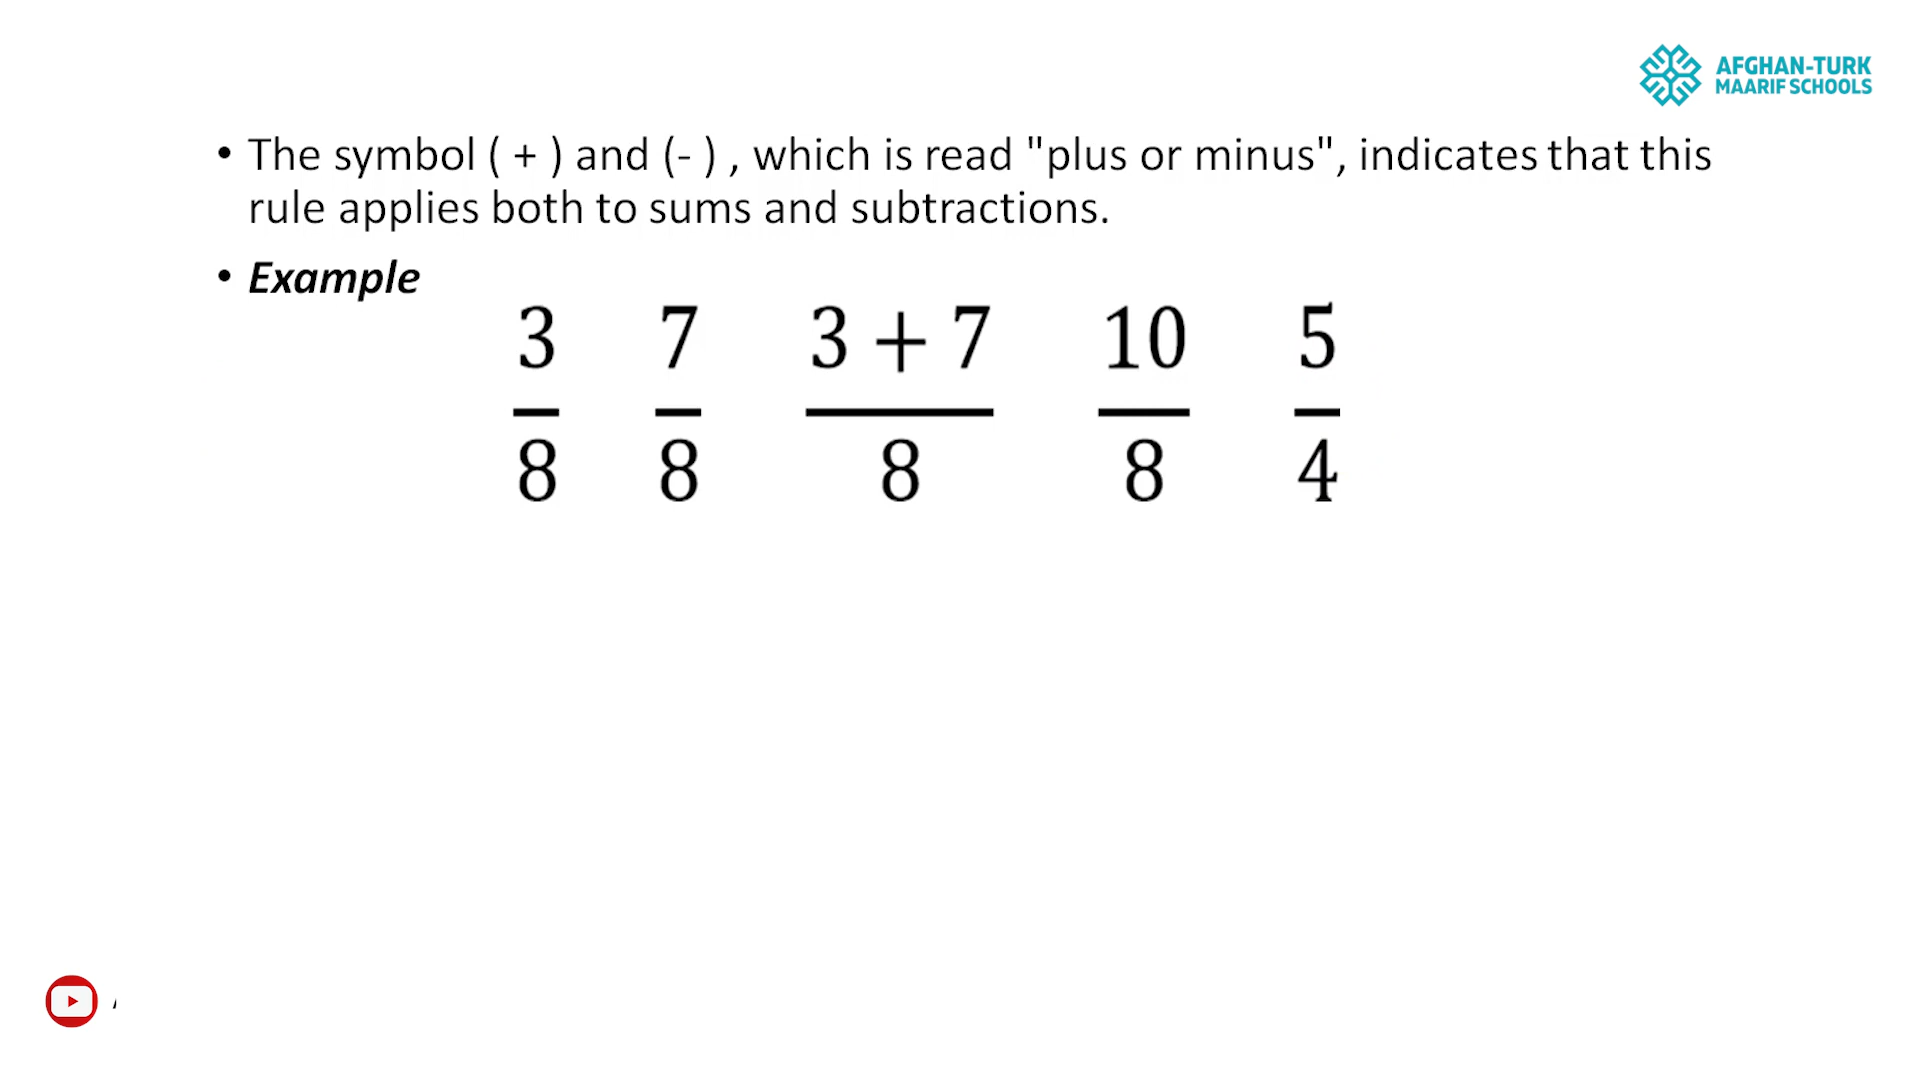 AFGHAN-TURK
MAARIF SCHOOLS
• The symbol ( + ) and (- ) , which is read "plus or minus", indicates that this
rule applies both to sums and subtractions.
• Example
3/8 7/8 3 + 7/8 10/8 5/4